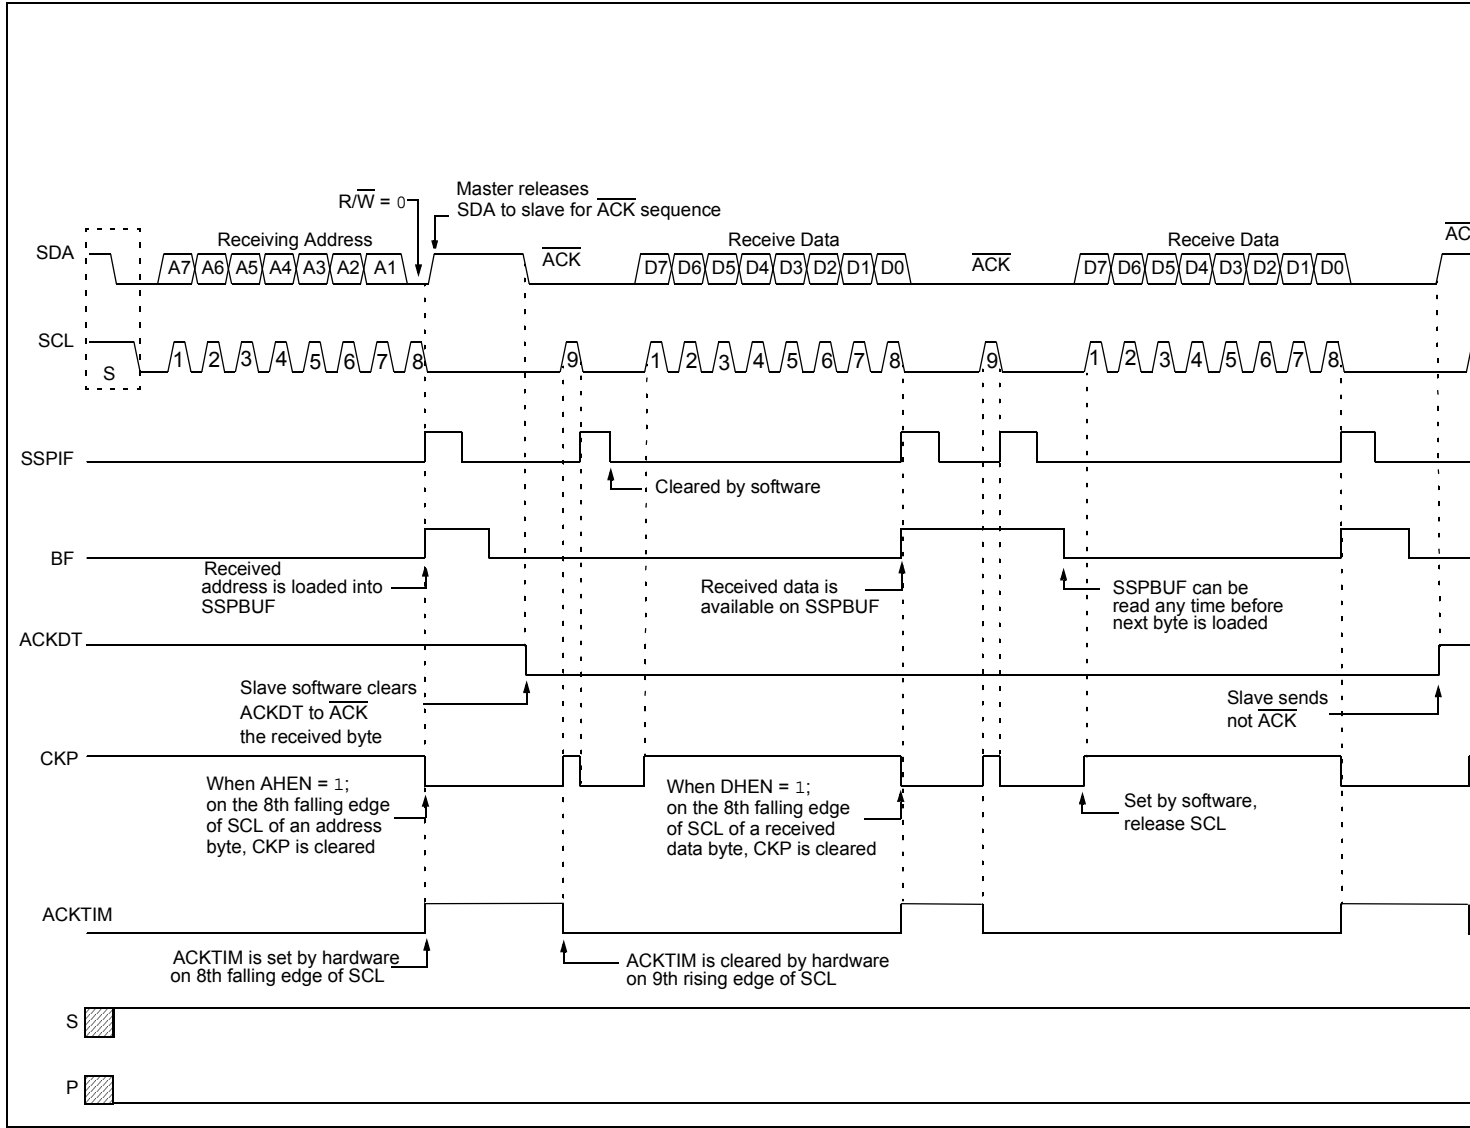 R/W = 0
Master releases
SDA to slave for ACK sequence
Receiving Address
Receive Data
Receive Data
SDA
A7 A6 A5 A4 A3 A2 A1
ACK
D7 D6 D5 D4 D3 D2 D1 D0
ACK
D7 D6 D5 D4 D3 D2 D1 D0
AC
SCL
S
1 2 3 4 5 6 7 8 9 1 2 3 4 5 6 7 8 9 1 2 3 4 5 6 7 8
SSPIF
Cleared by software
BF
Received
address is loaded into
SSPBUF
Received data is
available on SSPBUF
SSPBUF can be
read any time before
next byte is loaded
ACKDT
Slave software clears
ACKDT to ACK
the received byte
Slave sends
not ACK
CKP
When AHEN = 1;
on the 8th falling edge
of SCL of an address
byte, CKP is cleared
When DHEN = 1;
on the 8th falling edge
of SCL of a received
data byte, CKP is cleared
Set by software,
release SCL
ACKTIM
ACKTIM is set by hardware
on 8th falling edge of SCL
ACKTIM is cleared by hardware
on 9th rising edge of SCL
S
P